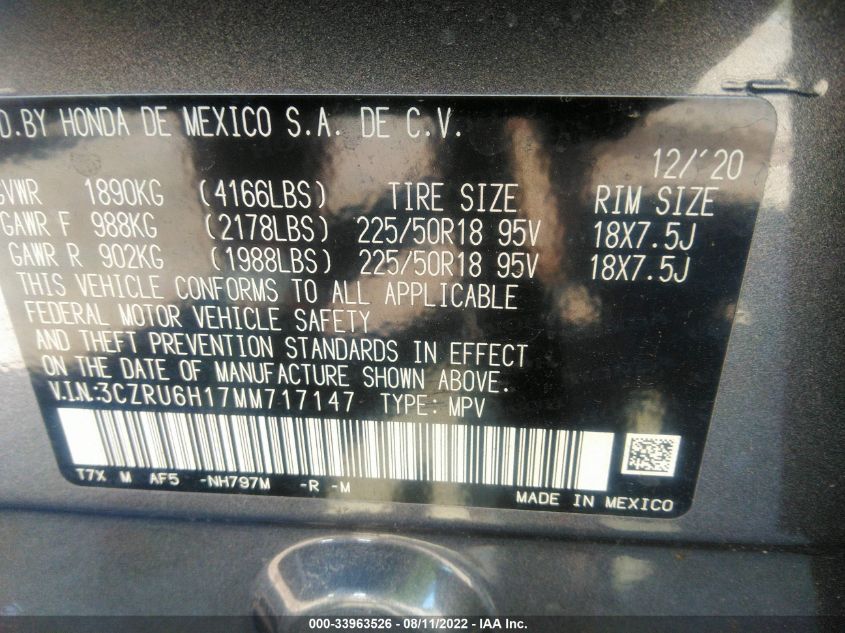 D.BY HONDA DE MEXICO S.A. DE C.V.
12/'20
GVWR 1890KG (4166LBS) TIRE SIZE RIM SIZE
GAWR F 988KG (2178LBS) 225/50R18 95V 18X7.5J
GAWR R 902KG (1988LBS) 225/50R18 95V 18X7.5J
THIS VEHICLE CONFORMS TO ALL APPLICABLE
FEDERAL MOTOR VEHICLE SAFETY
AND THEFT PREVENTION STANDARDS IN EFFECT
ON THE DATE OF MANUFACTURE SHOWN ABOVE.
V.I.N:3CZRU6H17MM717147 TYPE: MPV
T7X M AF5 -NH797M -R -M
MADE IN MEXICO
000-33963526 - 08/11/2022 - IAA Inc.